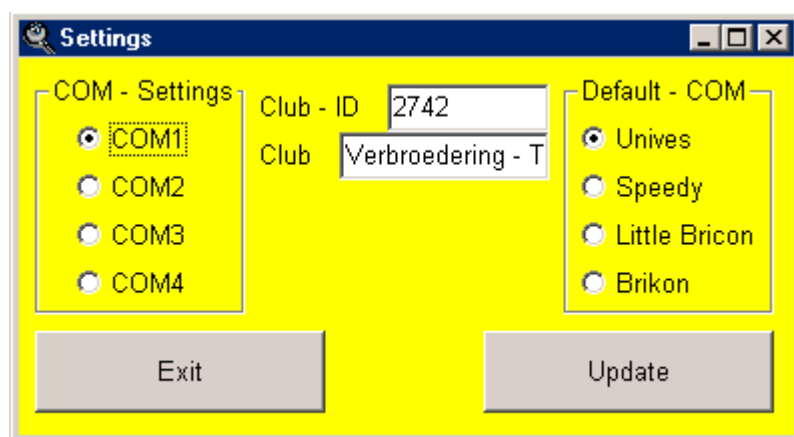 Settings
COM - Settings
COM1
COM2
COM3
COM4
Club - ID 2742
Club Verbroedering - T
Default - COM
Unives
Speedy
Little Bricon
Brikon
Exit
Update